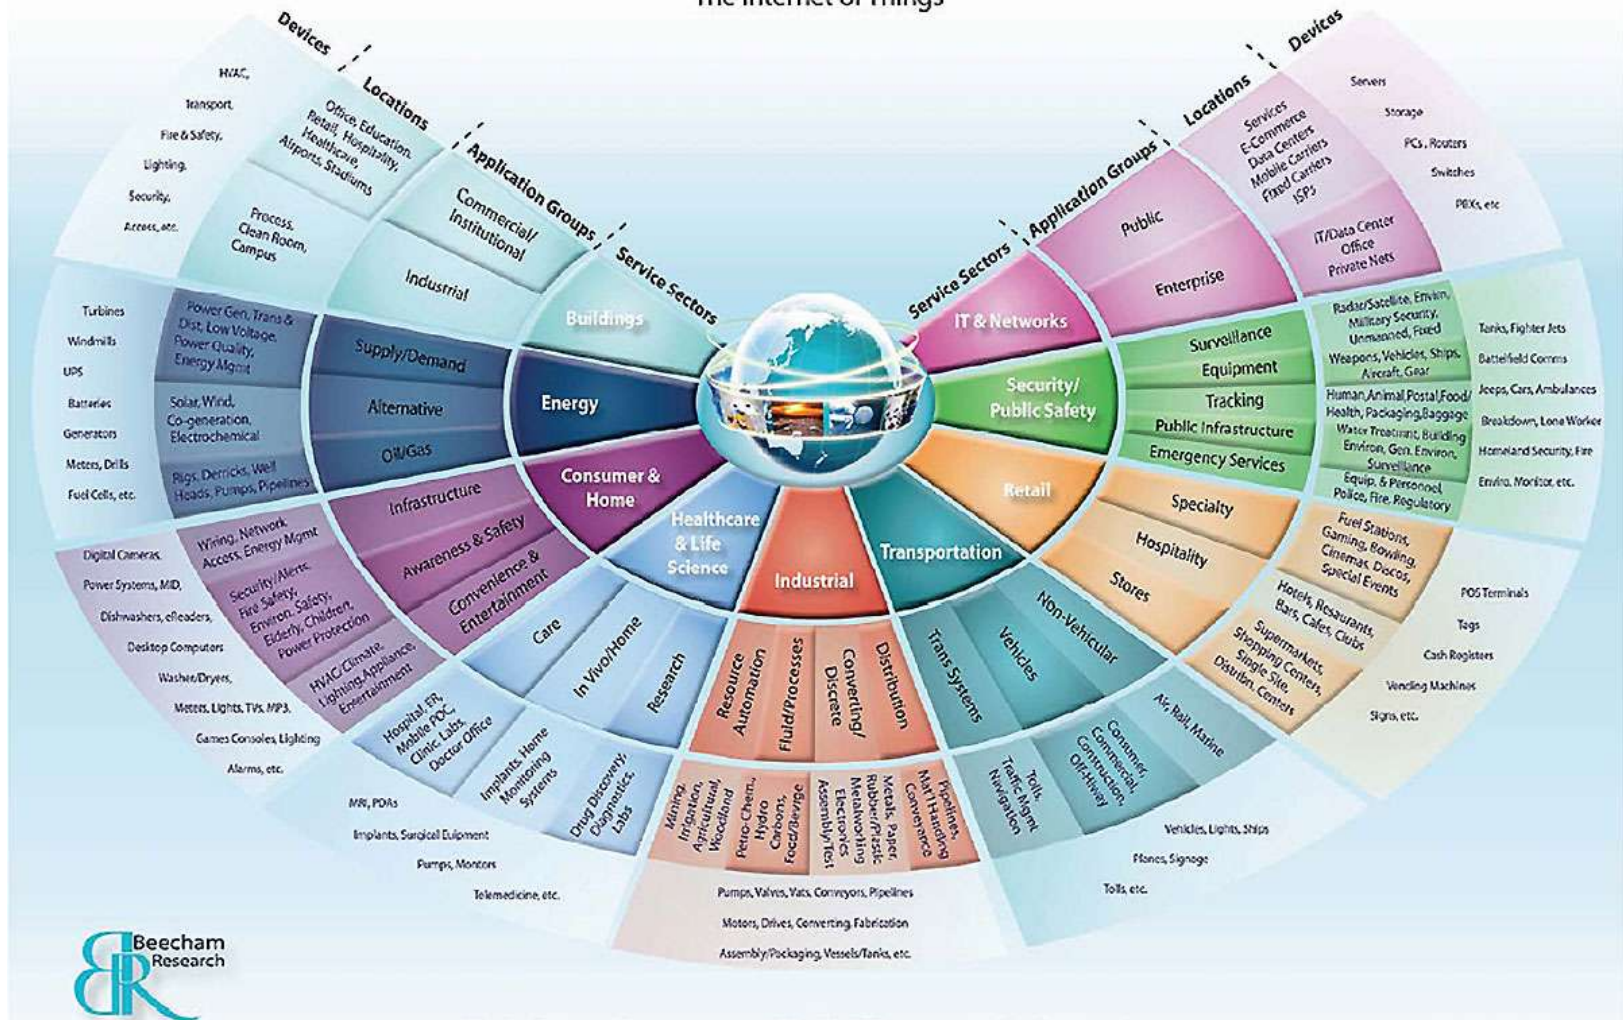 The Internet of Things
Devices
Locations
Application Groups
Service Sectors
Service Sectors
Application Groups
Locations
Devices
HVAC,
Transport,
Fire & Safety,
Lighting,
Security,
Access, etc.
Office, Education,
Retail, Hospitality,
Healthcare,
Airports, Stadiums
Process,
Clean Room,
Campus
Commercial/
Institutional
Industrial
Buildings
Turbines
Windmills
UPS
Batteries
Generators
Meters, Drills
Fuel Cells, etc.
Power Gen, Trans &
Dist, Low Voltage,
Power Quality,
Energy Mgmt
Solar, Wind,
Co-generation,
Electrochemical
Rigs, Derricks, Well
Heads, Pumps, Pipelines
Supply/Demand
Alternative
Oil/Gas
Energy
Digital Cameras,
Power Systems, MID,
Dishwashers, eReaders,
Desktop Computers
Washer/Dryers,
Meters, Lights, TVs, MP3,
Games Consoles, Lighting
Alarms, etc.
Wiring, Network
Access, Energy Mgmt
Security/Alerts,
Fire Safety,
Environ. Safety,
Elderly, Children,
Power Protection
HVAC/Climate,
Lighting, Appliance,
Entertainment
Infrastructure
Awareness & Safety
Convenience &
Entertainment
Consumer &
Home
MRI, PDAs
Implants, Surgical Euipment
Pumps, Montors
Telemedicine, etc.
Hospital, ER,
Mobile POC,
Clinic, Labs,
Doctor Office
Implants, Home
Monitoring
Systems
Drug Discovery,
Diagnostics,
Labs
Care
In Vivo/Home
Research
Healthcare
& Life
Science
Industrial
Resource
Automation
Fluid/Processes
Converting/
Discrete
Distribution
Mining,
Irrigation,
Agricultural,
Woodland
Petro-Chem.,
Hydro
Carbons,
Food/Bevrge
Metals, Paper,
Rubber/Plastic
Metalworking
Electronics
Assembly/Test
Pipelines,
Mat'l Handling
Conveyance
Pumps, Valves, Vats, Conveyors, Pipelines
Motors, Drives, Converting, Fabrication
Assembly/Packaging, Vessels/Tanks, etc.
Transportation
Trans Systems
Vehicles
Non-Vehicular
Tolls,
Traffic Mgmt
Navigation
Consumer,
Commercial,
Construction,
Off-Hiway
Air, Rail, Marine
Vehicles, Lights, Ships
Planes, Signage
Tolls, etc.
Retail
Specialty
Hospitality
Stores
Fuel Stations,
Gaming, Bowling,
Cinemas, Discos,
Special Events
Hotels, Resaurants,
Bars, Cafes, Clubs
Supermarkets,
Shopping Centers,
Single Site,
Distribn. Centers
POS Terminals
Tags
Cash Registers
Vending Machines
Signs, etc.
Security/
Public Safety
Surveillance
Equipment
Tracking
Public Infrastructure
Emergency Services
Radar/Satellite, Environ,
Military Security,
Unmanned, Fixed
Weapons, Vehicles, Ships,
Aircraft, Gear
Human, Animal, Postal, Food/
Health, Packaging, Baggage
Water Treatmnt, Building
Environ, Gen. Environ,
Surveillance
Equip. & Personnel,
Police, Fire, Regulatory
Tanks, Fighter Jets
Battelfield Comms
Jeeps, Cars, Ambulances
Breakdown, Lone Worker
Homeland Security, Fire
Enviro. Monitor, etc.
IT & Networks
Public
Enterprise
Services
E-Commerce
Data Centers
Mobile Carriers
Fixed Carriers
ISPs
IT/Data Center
Office
Private Nets
Servers
Storage
PCs, Routers
Switches
PBXs, etc
Beecham
Research
BR